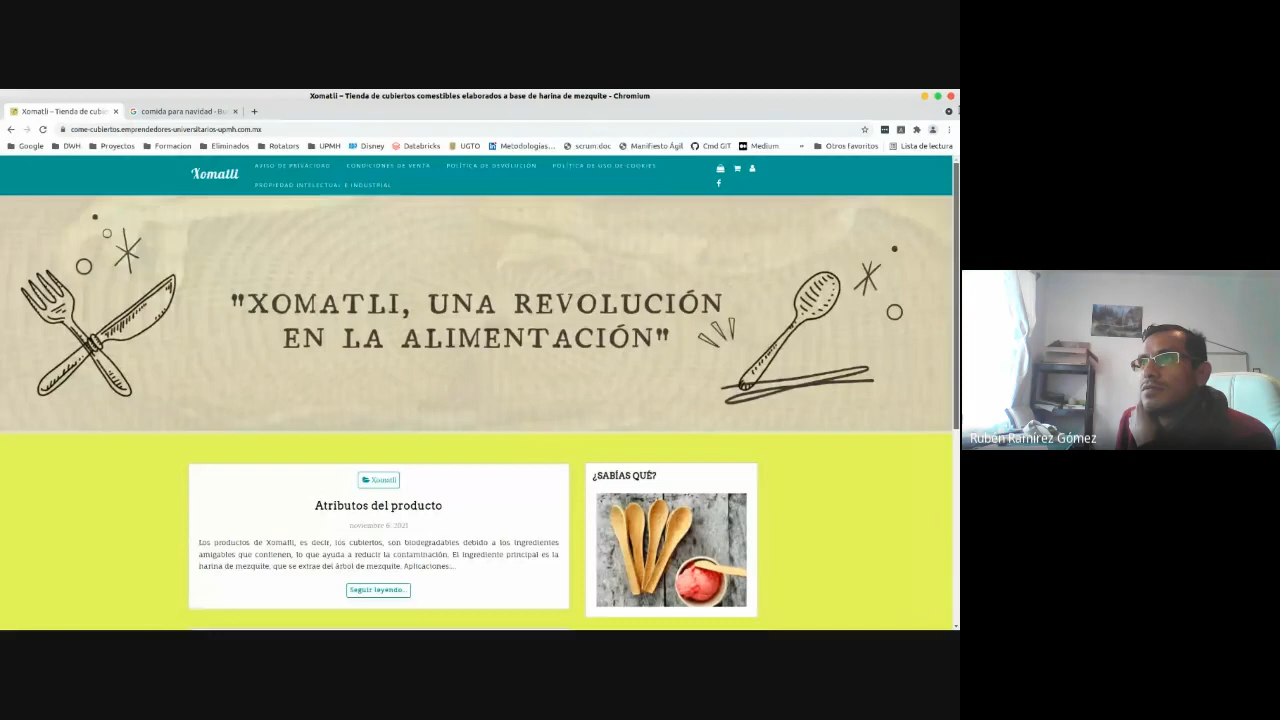 Xomatli – Tienda de cubiertos comestibles elaborados a base de harina de mezquite - Chromium
Xomatli – Tienda de cubi
comida para navidad - Bu
come-cubiertos.emprendedores-universitarios-upmh.com.mx
Google DWH Proyectos Formacion Eliminados Rotators UPMH Disney Databricks UGTO Metodologías... scrum:doc Manifiesto Ágil Cmd GIT Medium » Otros favoritos Lista de lectura
Xomatli
AVISO DE PRIVACIDAD CONDICIONES DE VENTA POLÍTICA DE DEVOLUCIÓN POLÍTICA DE USO DE COOKIES
PROPIEDAD INTELECTUAL E INDUSTRIAL
"XOMATLI, UNA REVOLUCIÓN
EN LA ALIMENTACIÓN"
Xomatli
Atributos del producto
noviembre 6, 2021
Los productos de Xomatli, es decir, los cubiertos, son biodegradables debido a los ingredientes
amigables que contienen, lo que ayuda a reducir la contaminación. El ingrediente principal es la
harina de mezquite, que se extrae del árbol de mezquite. Aplicaciones...
Seguir leyendo...
¿SABÍAS QUÉ?
Rubén Ramírez Gómez